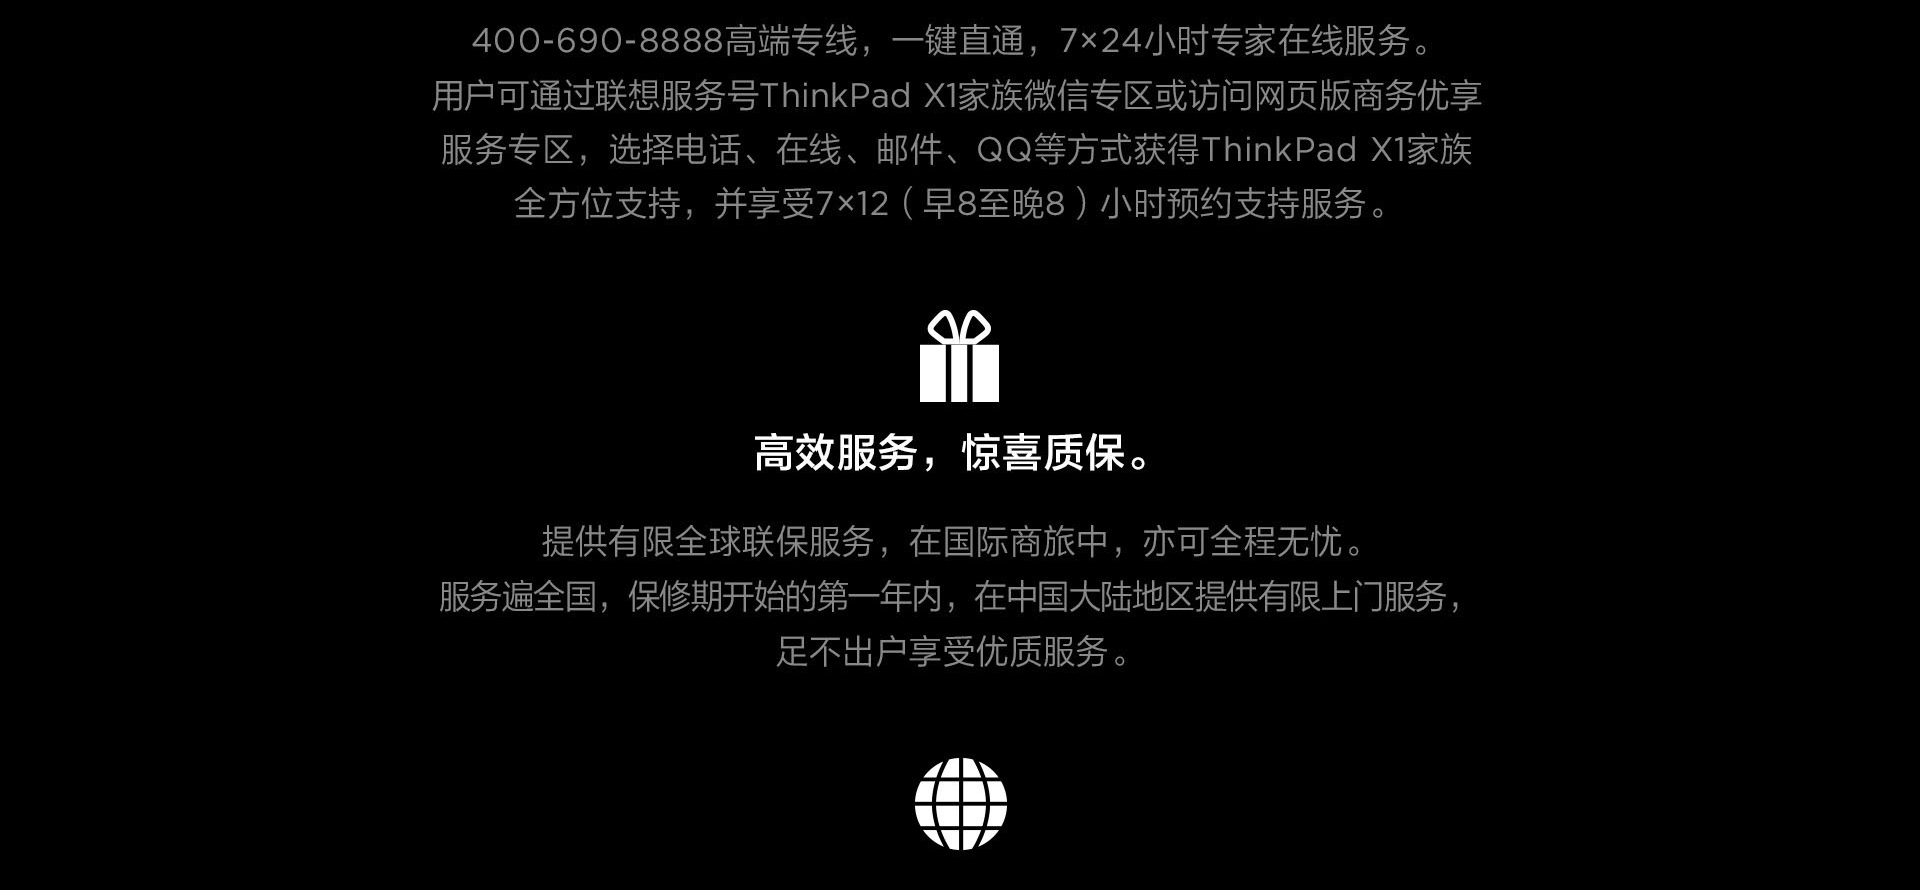 400-690-8888高端专线，一键直通，7×24小时专家在线服务。
用户可通过联想服务号ThinkPad X1家族微信专区或访问网页版商务优享
服务专区，选择电话、在线、邮件、QQ等方式获得ThinkPad X1家族
全方位支持，并享受7×12（早8至晚8）小时预约支持服务。
高效服务，惊喜质保。
提供有限全球联保服务，在国际商旅中，亦可全程无忧。
服务遍全国，保修期开始的第一年内，在中国大陆地区提供有限上门服务，
足不出户享受优质服务。